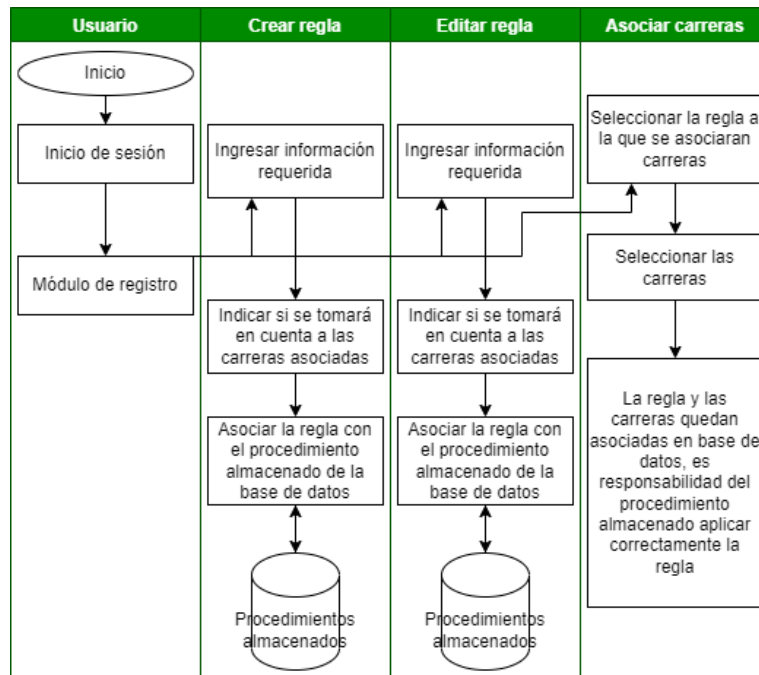 Usuario
Crear regla
Editar regla
Asociar carreras
Inicio
Inicio de sesión
Módulo de registro
Ingresar información
requerida
Indicar si se tomará
en cuenta a las
carreras asociadas
Asociar la regla con
el procedimiento
almacenado de la
base de datos
Procedimientos
almacenados
Ingresar información
requerida
Indicar si se tomará
en cuenta a las
carreras asociadas
Asociar la regla con
el procedimiento
almacenado de la
base de datos
Procedimientos
almacenados
Seleccionar la regla a
la que se asociaran
carreras
Seleccionar las
carreras
La regla y las
carreras quedan
asociadas en base de
datos, es
responsabilidad del
procedimiento
almacenado aplicar
correctamente la
regla